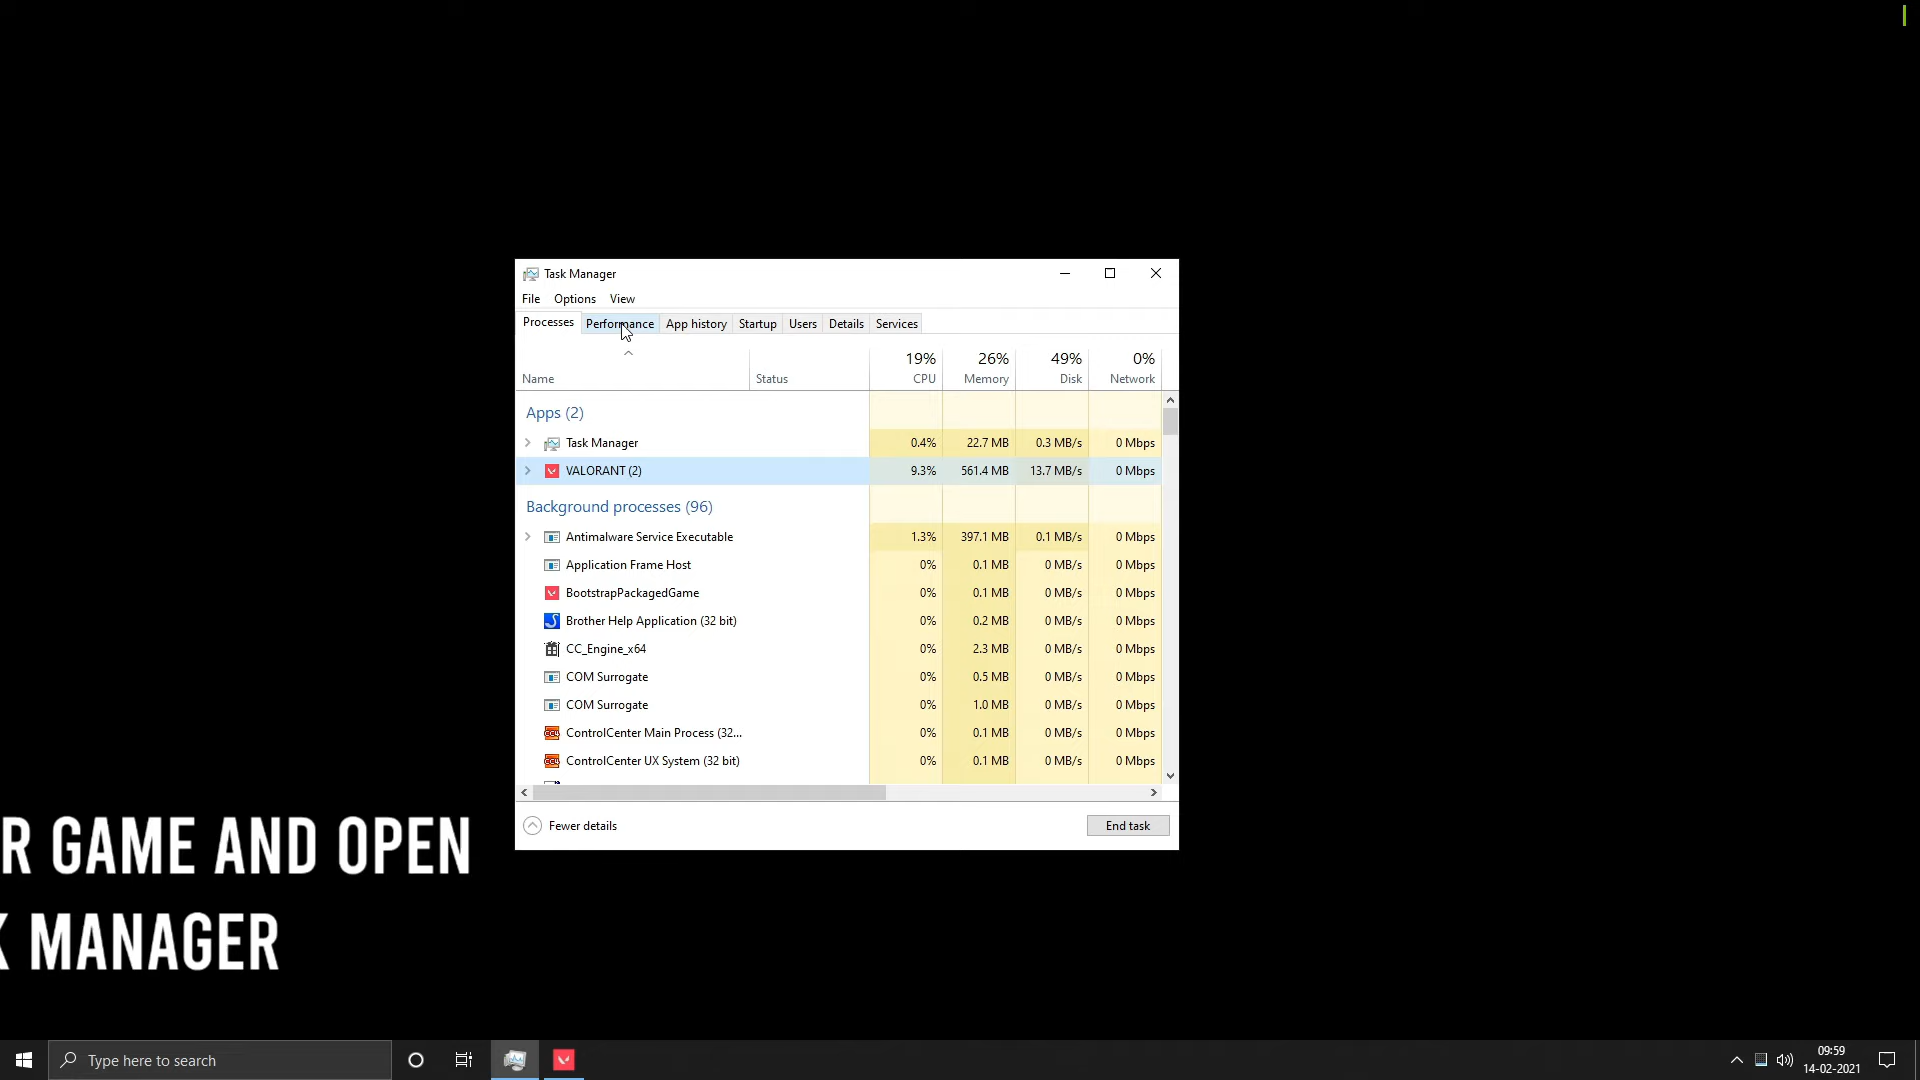 Task Manager
File Options View
Processes Performance App history Startup Users Details Services
19% 26% 49% 0%
Name Status CPU Memory Disk Network
Apps (2)
Task Manager 0.4% 22.7 MB 0.3 MB/s 0 Mbps
VALORANT (2) 9.3% 561.4 MB 13.7 MB/s 0 Mbps
Background processes (96)
Antimalware Service Executable 1.3% 397.1 MB 0.1 MB/s 0 Mbps
Application Frame Host 0% 0.1 MB 0 MB/s 0 Mbps
BootstrapPackagedGame 0% 0.1 MB 0 MB/s 0 Mbps
Brother Help Application (32 bit) 0% 0.2 MB 0 MB/s 0 Mbps
CC_Engine_x64 0% 2.3 MB 0 MB/s 0 Mbps
COM Surrogate 0% 0.5 MB 0 MB/s 0 Mbps
COM Surrogate 0% 1.0 MB 0 MB/s 0 Mbps
ControlCenter Main Process (32... 0% 0.1 MB 0 MB/s 0 Mbps
ControlCenter UX System (32 bit) 0% 0.1 MB 0 MB/s 0 Mbps
Fewer details End task
R GAME AND OPEN
K MANAGER
Type here to search
09:59
14-02-2021